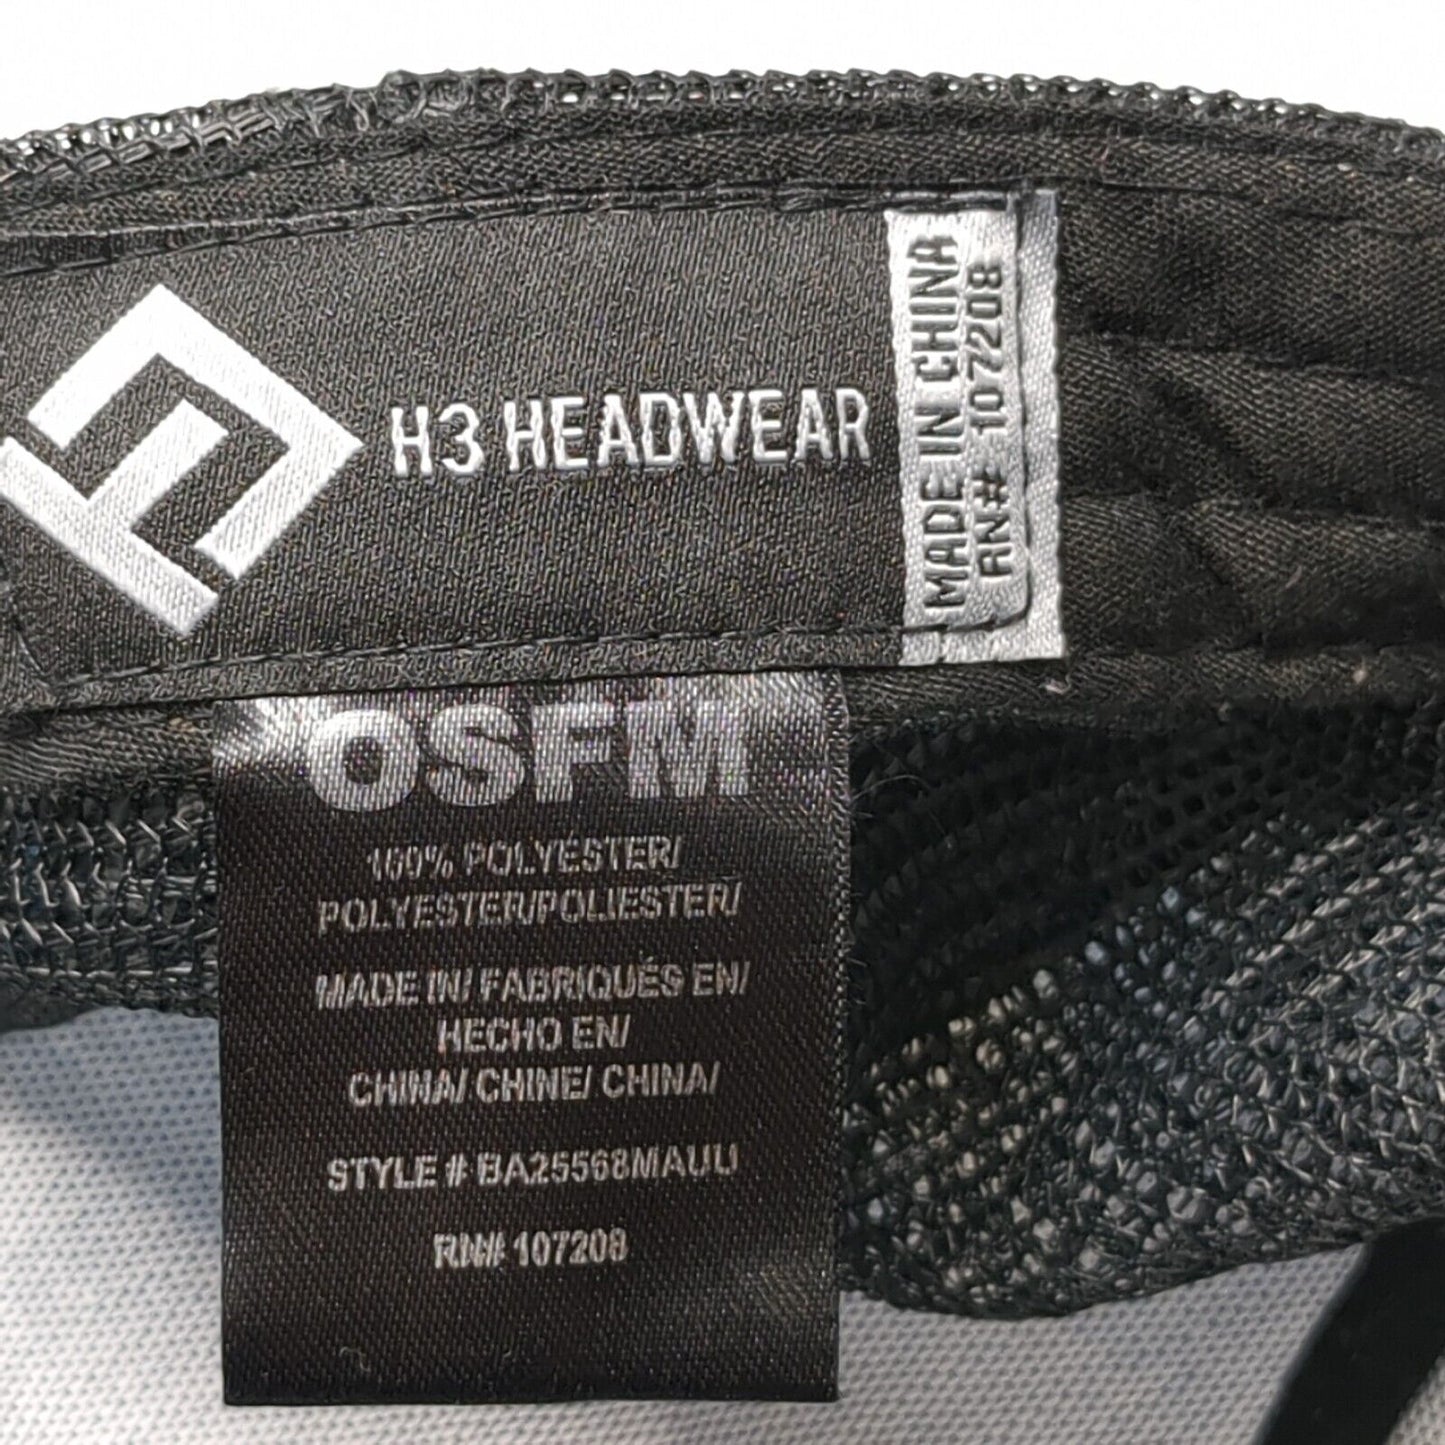 H3 HEADWEAR
MADE IN CHINA
RN# 107208
OSFM
100% POLYESTER/
POLYESTER/POLIESTER/
MADE IN/ FABRIQUÉS EN/
HECHO EN/
CHINA/ CHINE/ CHINA/
STYLE # BA25568MAUU
RN# 107208